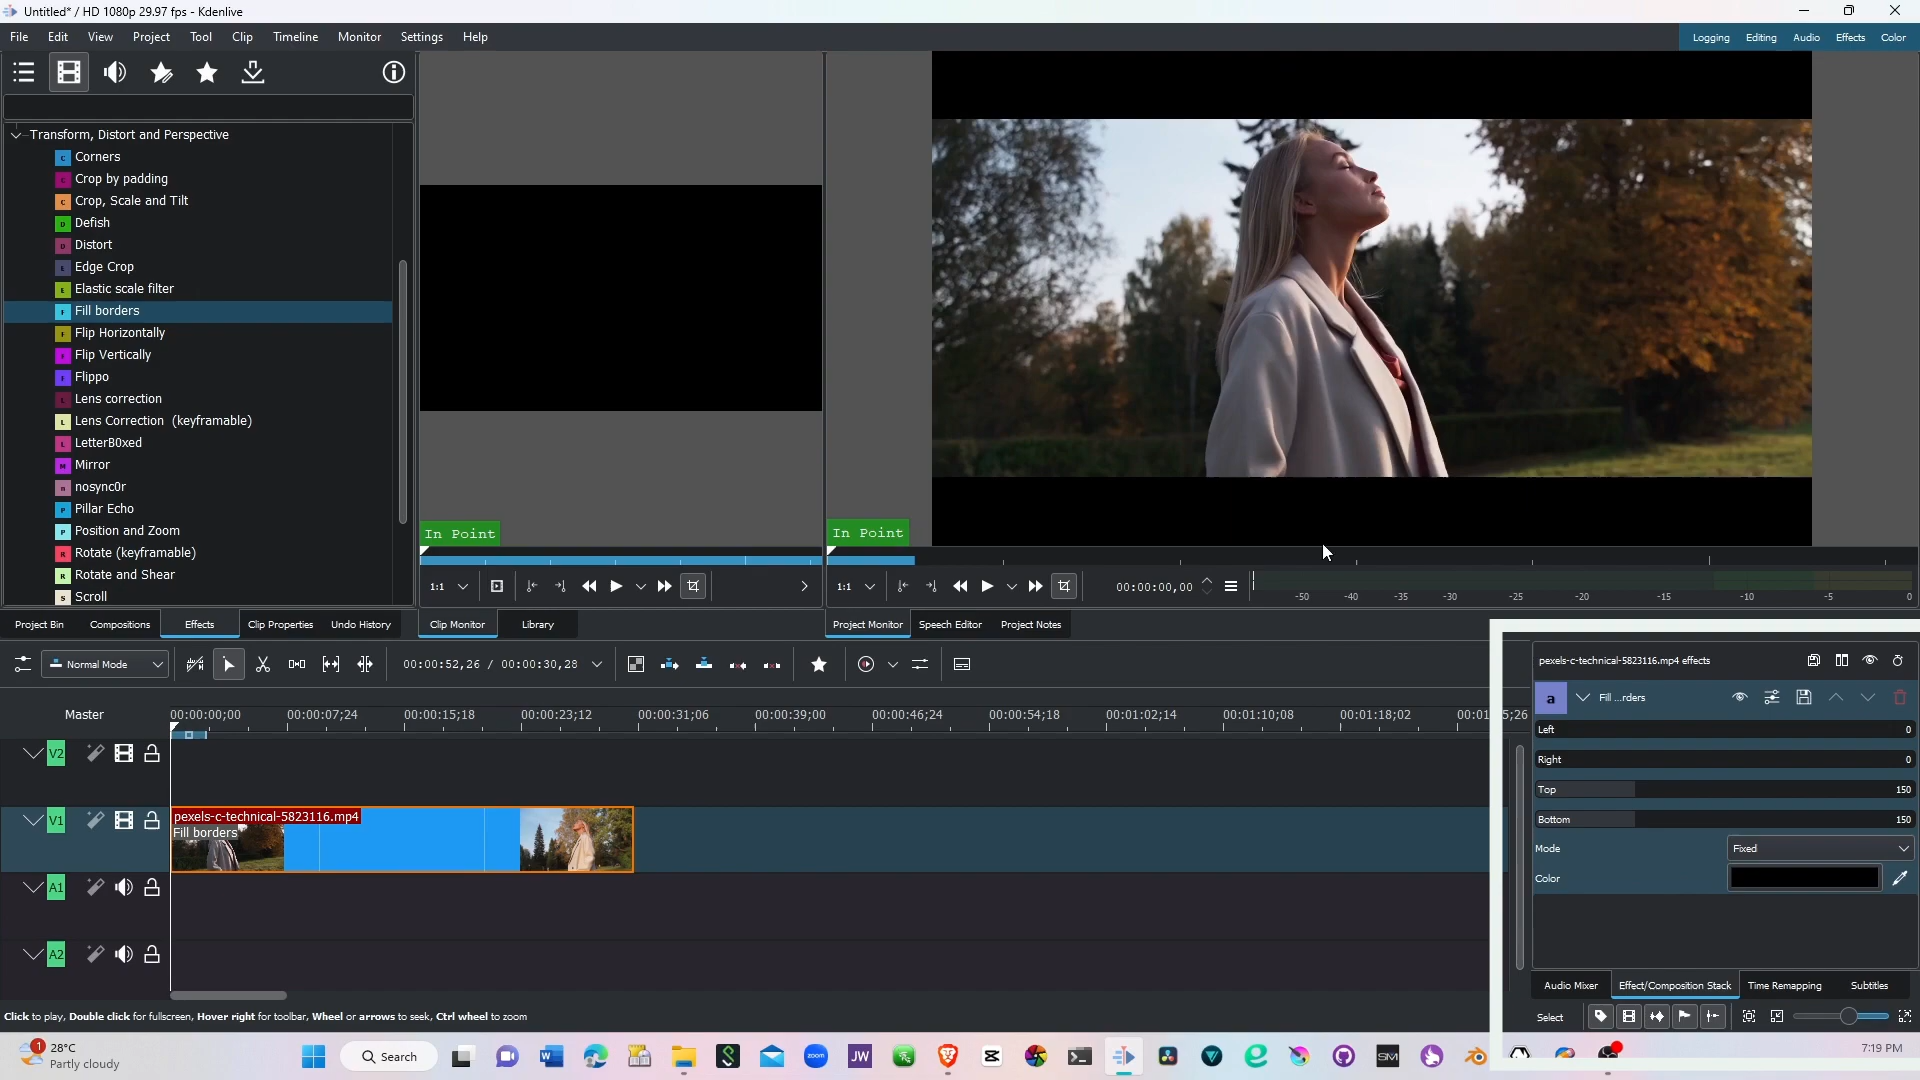 Untitled* / HD 1080p 29.97 fps - Kdenlive
File Edit View Project Tool Clip Timeline Monitor Settings Help
Logging Editing Audio Effects Color
Transform, Distort and Perspective
Corners
Crop by padding
Crop, Scale and Tilt
Defish
Distort
Edge Crop
Elastic scale filter
Fill borders
Flip Horizontally
Flip Vertically
Flippo
Lens correction
Lens Correction (keyframable)
LetterB0xed
Mirror
nosync0r
Pillar Echo
Position and Zoom
Rotate (keyframable)
Rotate and Shear
Scroll
In Point
In Point
1:1
1:1
00:00:00,00
-50 -40 -35 -30 -25 -20 -15 -10 -5 0
Project Bin Compositions Effects Clip Properties Undo History
Clip Monitor Library
Project Monitor Speech Editor Project Notes
Normal Mode
00:00:52,26 / 00:00:30,28
Master
00:00:00;00 00:00:07;24 00:00:15;18 00:00:23;12 00:00:31;06 00:00:39;00 00:00:46;24 00:00:54;18 00:01:02;14 00:01:10;08 00:01:18;02
V2
V1
pexels-c-technical-5823116.mp4
Fill borders
A1
A2
pexels-c-technical-5823116.mp4 effects
a Fill ...rders
Left 0
Right 0
Top 150
Bottom 150
Mode Fixed
Color
Audio Mixer Effect/Composition Stack Time Remapping Subtitles
Click to play, Double click for fullscreen, Hover right for toolbar, Wheel or arrows to seek, Ctrl wheel to zoom
Select
1
28°C
Partly cloudy
Search
zoom
JW
SM
7:19 PM